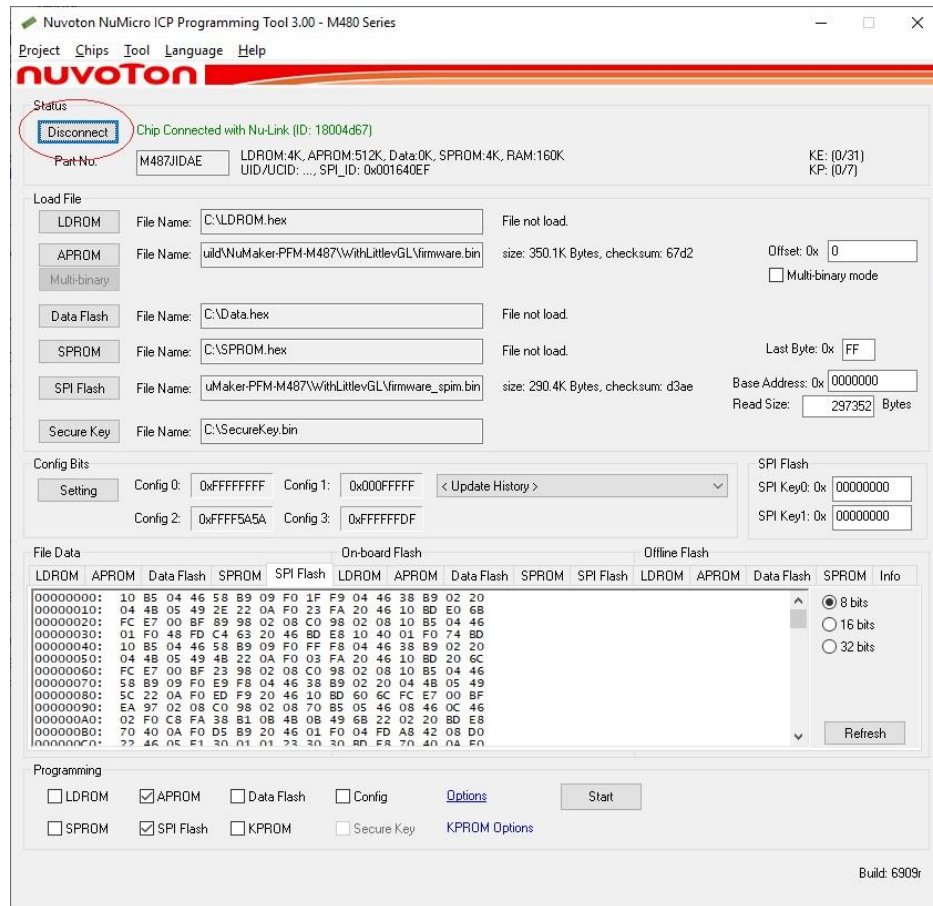 Nuvoton NuMicro ICP Programming Tool 3.00 - M480 Series
Project Chips Tool Language Help
nuvoTon
Status
Disconnect Chip Connected with Nu-Link (ID: 18004d67)
Part No. M487JIDAE LDROM:4K, APROM:512K, Data:0K, SPROM:4K, RAM:160K KE: (0/31)
UID/UCID: ..., SPI_ID: 0x001640EF KP: (0/7)
Load File
LDROM File Name: C:\LDROM.hex File not load.
APROM File Name: uild\NuMaker-PFM-M487\WithLittlevGL\firmware.bin size: 350.1K Bytes, checksum: 67d2 Offset: 0x 0
Multi-binary Multi-binary mode
Data Flash File Name: C:\Data.hex File not load.
SPROM File Name: C:\SPROM.hex File not load. Last Byte: 0x FF
SPI Flash File Name: uMaker-PFM-M487\WithLittlevGL\firmware_spim.bin size: 290.4K Bytes, checksum: d3ae Base Address: 0x 0000000
Read Size: 297352 Bytes
Secure Key File Name: C:\SecureKey.bin
Config Bits SPI Flash
Setting Config 0: 0xFFFFFFFF Config 1: 0x000FFFFF < Update History > SPI Key0: 0x 00000000
Config 2: 0xFFFF5A5A Config 3: 0xFFFFFFDF SPI Key1: 0x 00000000
File Data On-board Flash Offline Flash
LDROM APROM Data Flash SPROM SPI Flash LDROM APROM Data Flash SPROM SPI Flash LDROM APROM Data Flash SPROM Info
00000000: 10 B5 04 46 58 B9 09 F0 1F F9 04 46 38 B9 02 20 8 bits
00000010: 04 4B 05 49 2E 22 0A F0 23 FA 20 46 10 BD E0 6B 16 bits
00000020: FC E7 00 BF 89 98 02 08 C0 98 02 08 10 B5 04 46
00000030: 01 F0 48 FD C4 63 20 46 BD E8 10 40 01 F0 74 BD
00000040: 10 B5 04 46 58 B9 09 F0 FF F8 04 46 38 B9 02 20 32 bits
00000050: 04 4B 05 49 4B 22 0A F0 03 FA 20 46 10 BD 20 6C
00000060: FC E7 00 BF 23 98 02 08 C0 98 02 08 10 B5 04 46
00000070: 58 B9 09 F0 E9 F8 04 46 38 B9 02 20 04 4B 05 49
00000080: 5C 22 0A F0 ED F9 20 46 10 BD 60 6C FC E7 00 BF
00000090: EA 97 02 08 C0 98 02 08 70 B5 05 46 08 46 0C 46
000000A0: 02 F0 C8 FA 38 B1 0B 4B 0B 49 6B 22 02 20 BD E8
000000B0: 70 40 0A F0 D5 B9 20 46 01 F0 04 FD A8 42 08 D0 Refresh
000000C0: 22 46 05 F1 30 01 01 23 30 30 BD E8 70 40 0A F0
Programming
LDROM APROM Data Flash Config Options Start
SPROM SPI Flash KPROM Secure Key KPROM Options
Build: 6909r